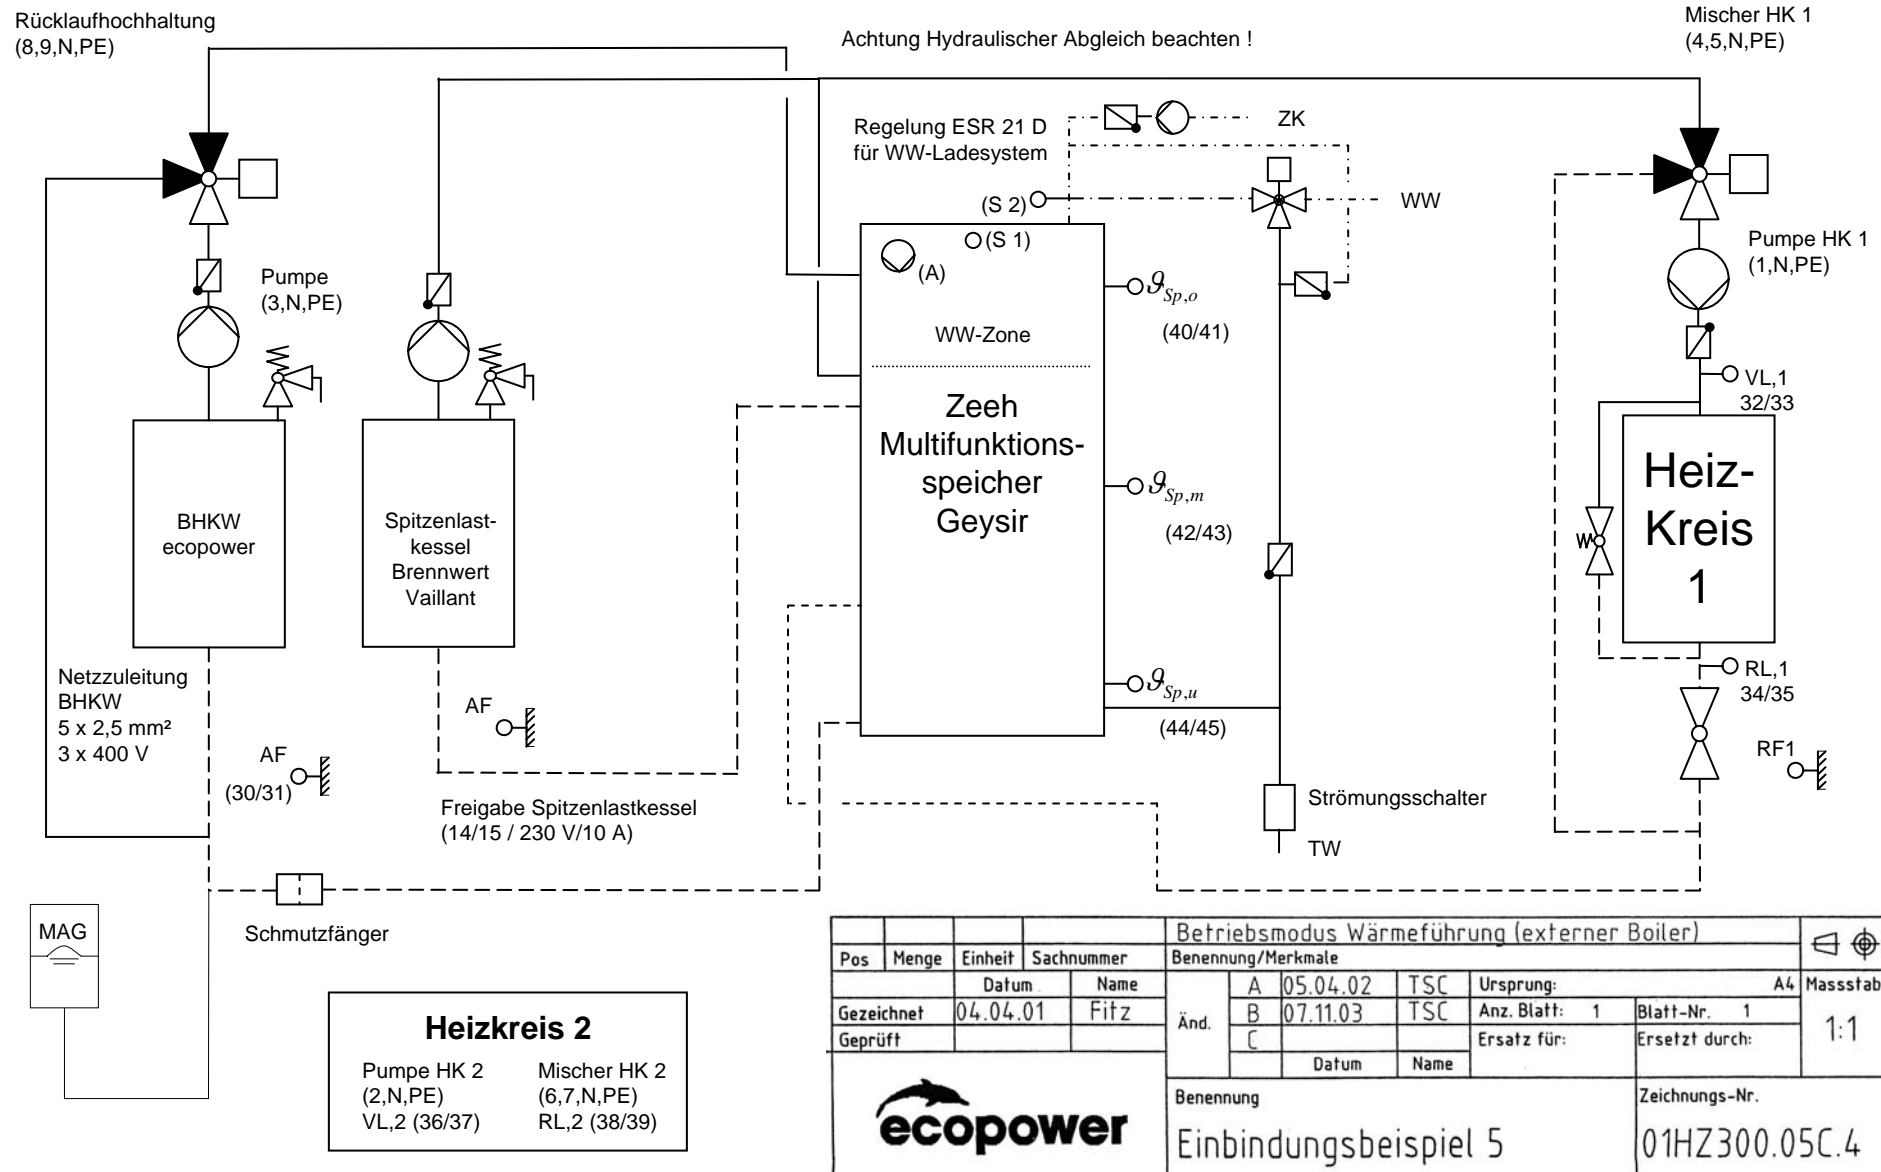 Rücklaufhochhaltung
(8,9,N,PE)
Achtung Hydraulischer Abgleich beachten !
Mischer HK 1
(4,5,N,PE)
Regelung ESR 21 D
für WW-Ladesystem
ZK
(S 2)
WW
(S 1)
(A)
Pumpe
(3,N,PE)
Pumpe HK 1
(1,N,PE)
ϑSp,o
(40/41)
WW-Zone
VL,1
32/33
Zeeh
Multifunktions-
speicher
Geysir
ϑSp,m
(42/43)
Heiz-
Kreis
1
BHKW
ecopower
Spitzenlast-
kessel
Brennwert
Vaillant
Netzzuleitung
BHKW
5 x 2,5 mm²
3 x 400 V
AF
(30/31)
AF
ϑSp,u
(44/45)
RL,1
34/35
RF1
Freigabe Spitzenlastkessel
(14/15 / 230 V/10 A)
Strömungsschalter
TW
MAG
Schmutzfänger
Heizkreis 2
Pumpe HK 2
(2,N,PE)
VL,2 (36/37)
Mischer HK 2
(6,7,N,PE)
RL,2 (38/39)
Betriebsmodus Wärmeführung (externer Boiler)
Pos Menge Einheit Sachnummer Benennung/Merkmale
Datum Name
Gezeichnet 04.04.01 Fitz
Geprüft
Änd.
A 05.04.02 TSC
B 07.11.03 TSC
C
Datum Name
Ursprung: A4
Anz. Blatt: 1 Blatt-Nr. 1
Ersatz für: Ersetzt durch:
Massstab
1:1
ecopower
Benennung
Einbindungsbeispiel 5
Zeichnungs-Nr.
01HZ300.05C.4